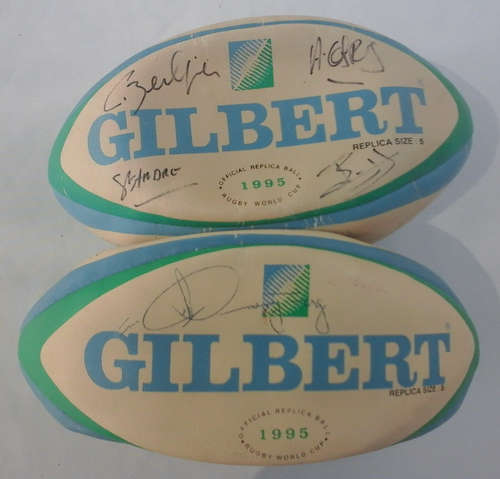 GILBERT
REPLICA SIZE 5
OFFICIAL REPLICA BALL
1995
RUGBY WORLD CUP
GILBERT
REPLICA SIZE 5
OFFICIAL REPLICA BALL
1995
RUGBY WORLD CUP